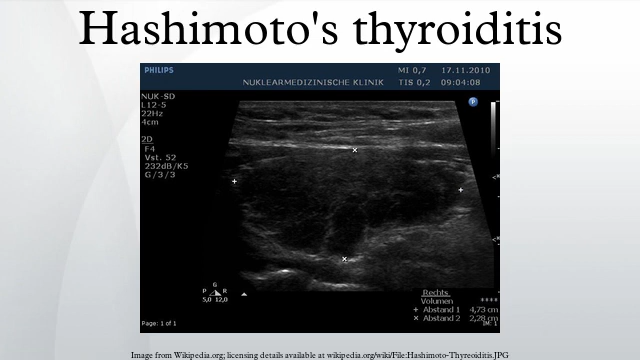 Hashimoto's thyroiditis
PHILIPS
MI 0,7 17.11.2010
NUKLEARMEDIZINISCHE KLINIK TIS 0,2 09:04:08
NUK-SD
L12-5
22Hz
4cm
2D
F4
Vst. 52
232dB/K5
G/3/3
P
G
P R
5,0 12,0
Rechts
Volumen ****
+ Abstand 1 4,73 cm
× Abstand 2 2,28 cm
Page: 1 of 1
IM: 1
Image from Wikipedia.org; licensing details available at wikipedia.org/wiki/File:Hashimoto-Thyreoiditis.JPG